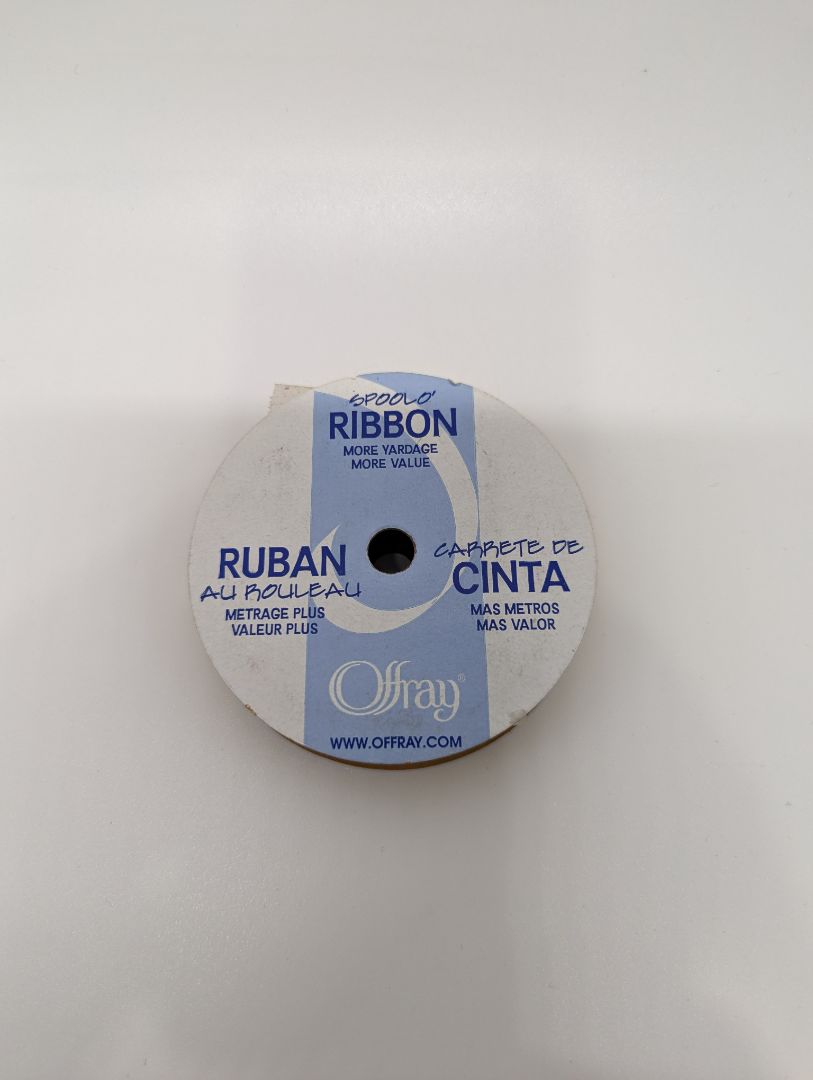 SPOOLO'
RIBBON
MORE YARDAGE
MORE VALUE
RUBAN
AU ROULEAU
METRAGE PLUS
VALEUR PLUS
CARRETE DE
CINTA
MAS METROS
MAS VALOR
Offray®
WWW.OFFRAY.COM